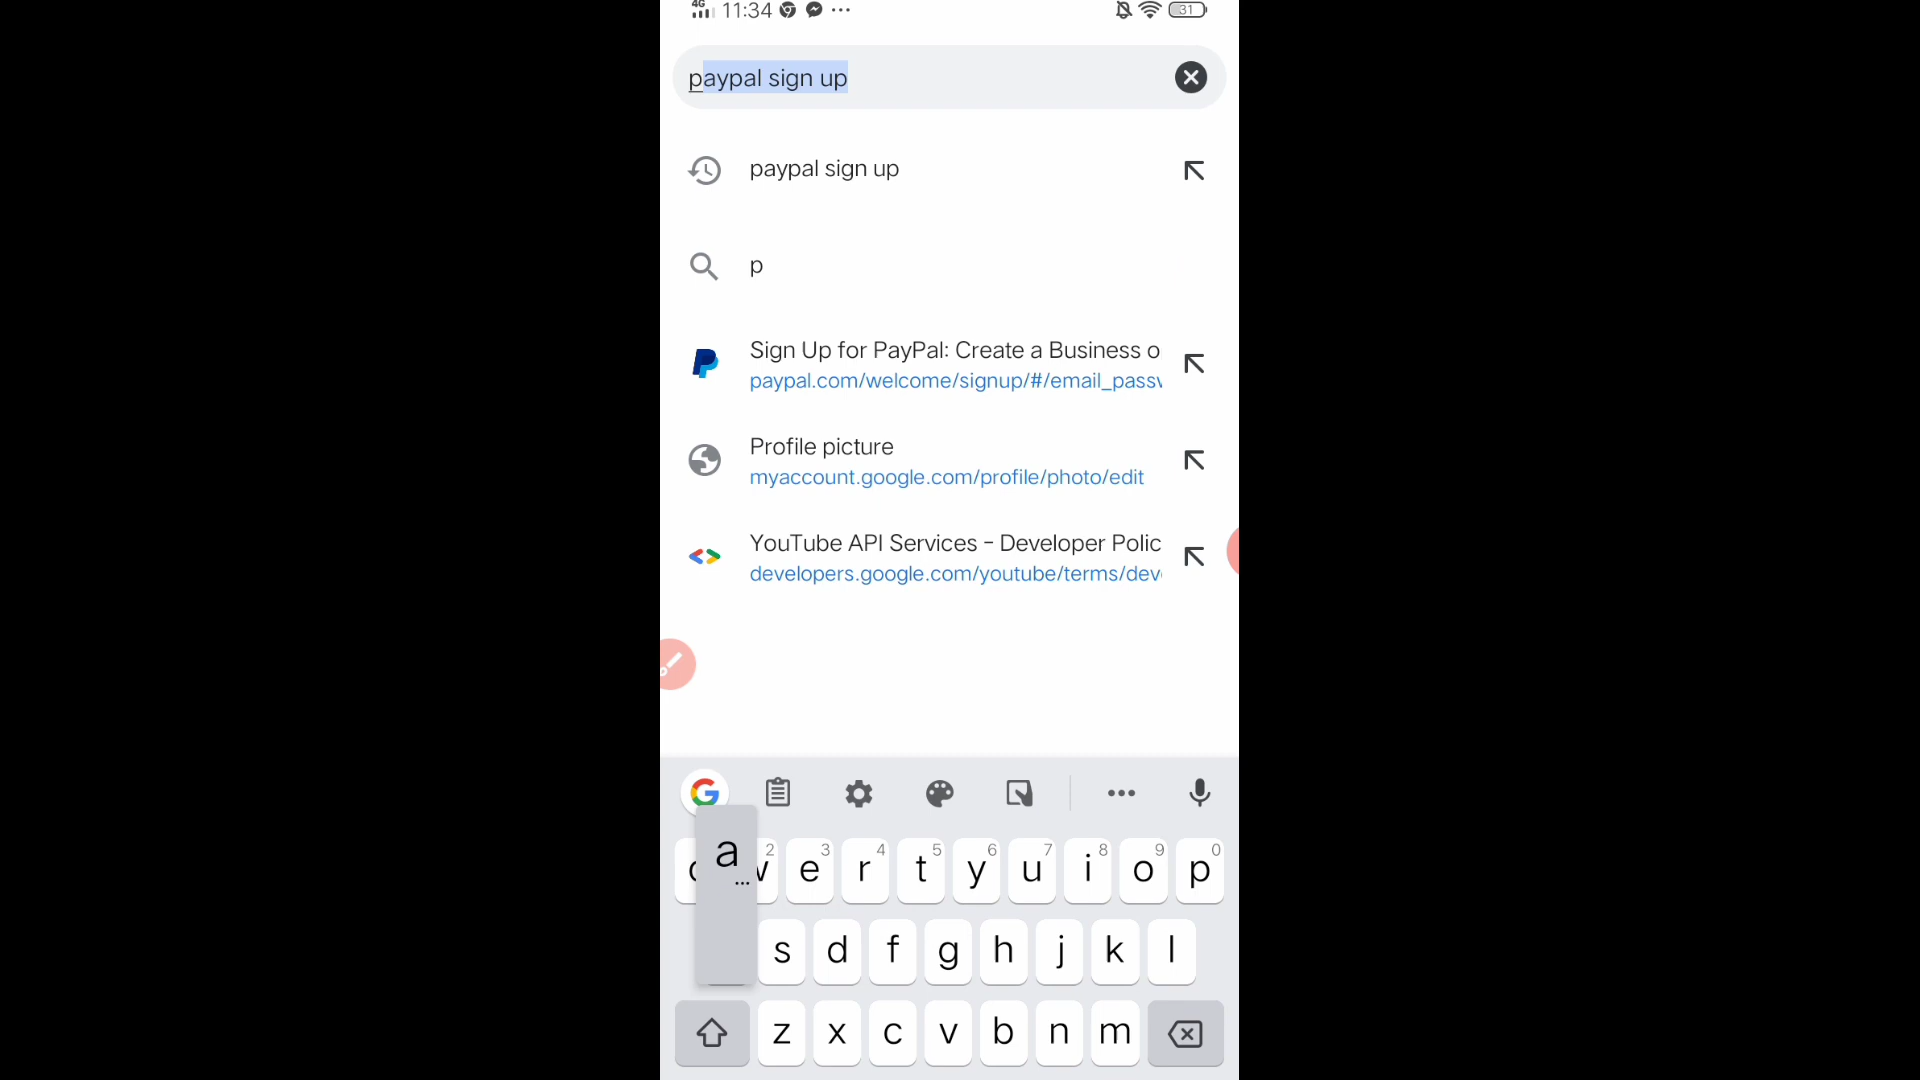 4G 11:34 ... 31
paypal sign up
paypal sign up
p
Sign Up for PayPal: Create a Business o
paypal.com/welcome/signup/#/email_passw
Profile picture
myaccount.google.com/profile/photo/edit
YouTube API Services - Developer Polic
developers.google.com/youtube/terms/dev
G
a...
2 3 4 5 6 7 8 9 0
e r t y u i o p
s d f g h j k l
z x c v b n m